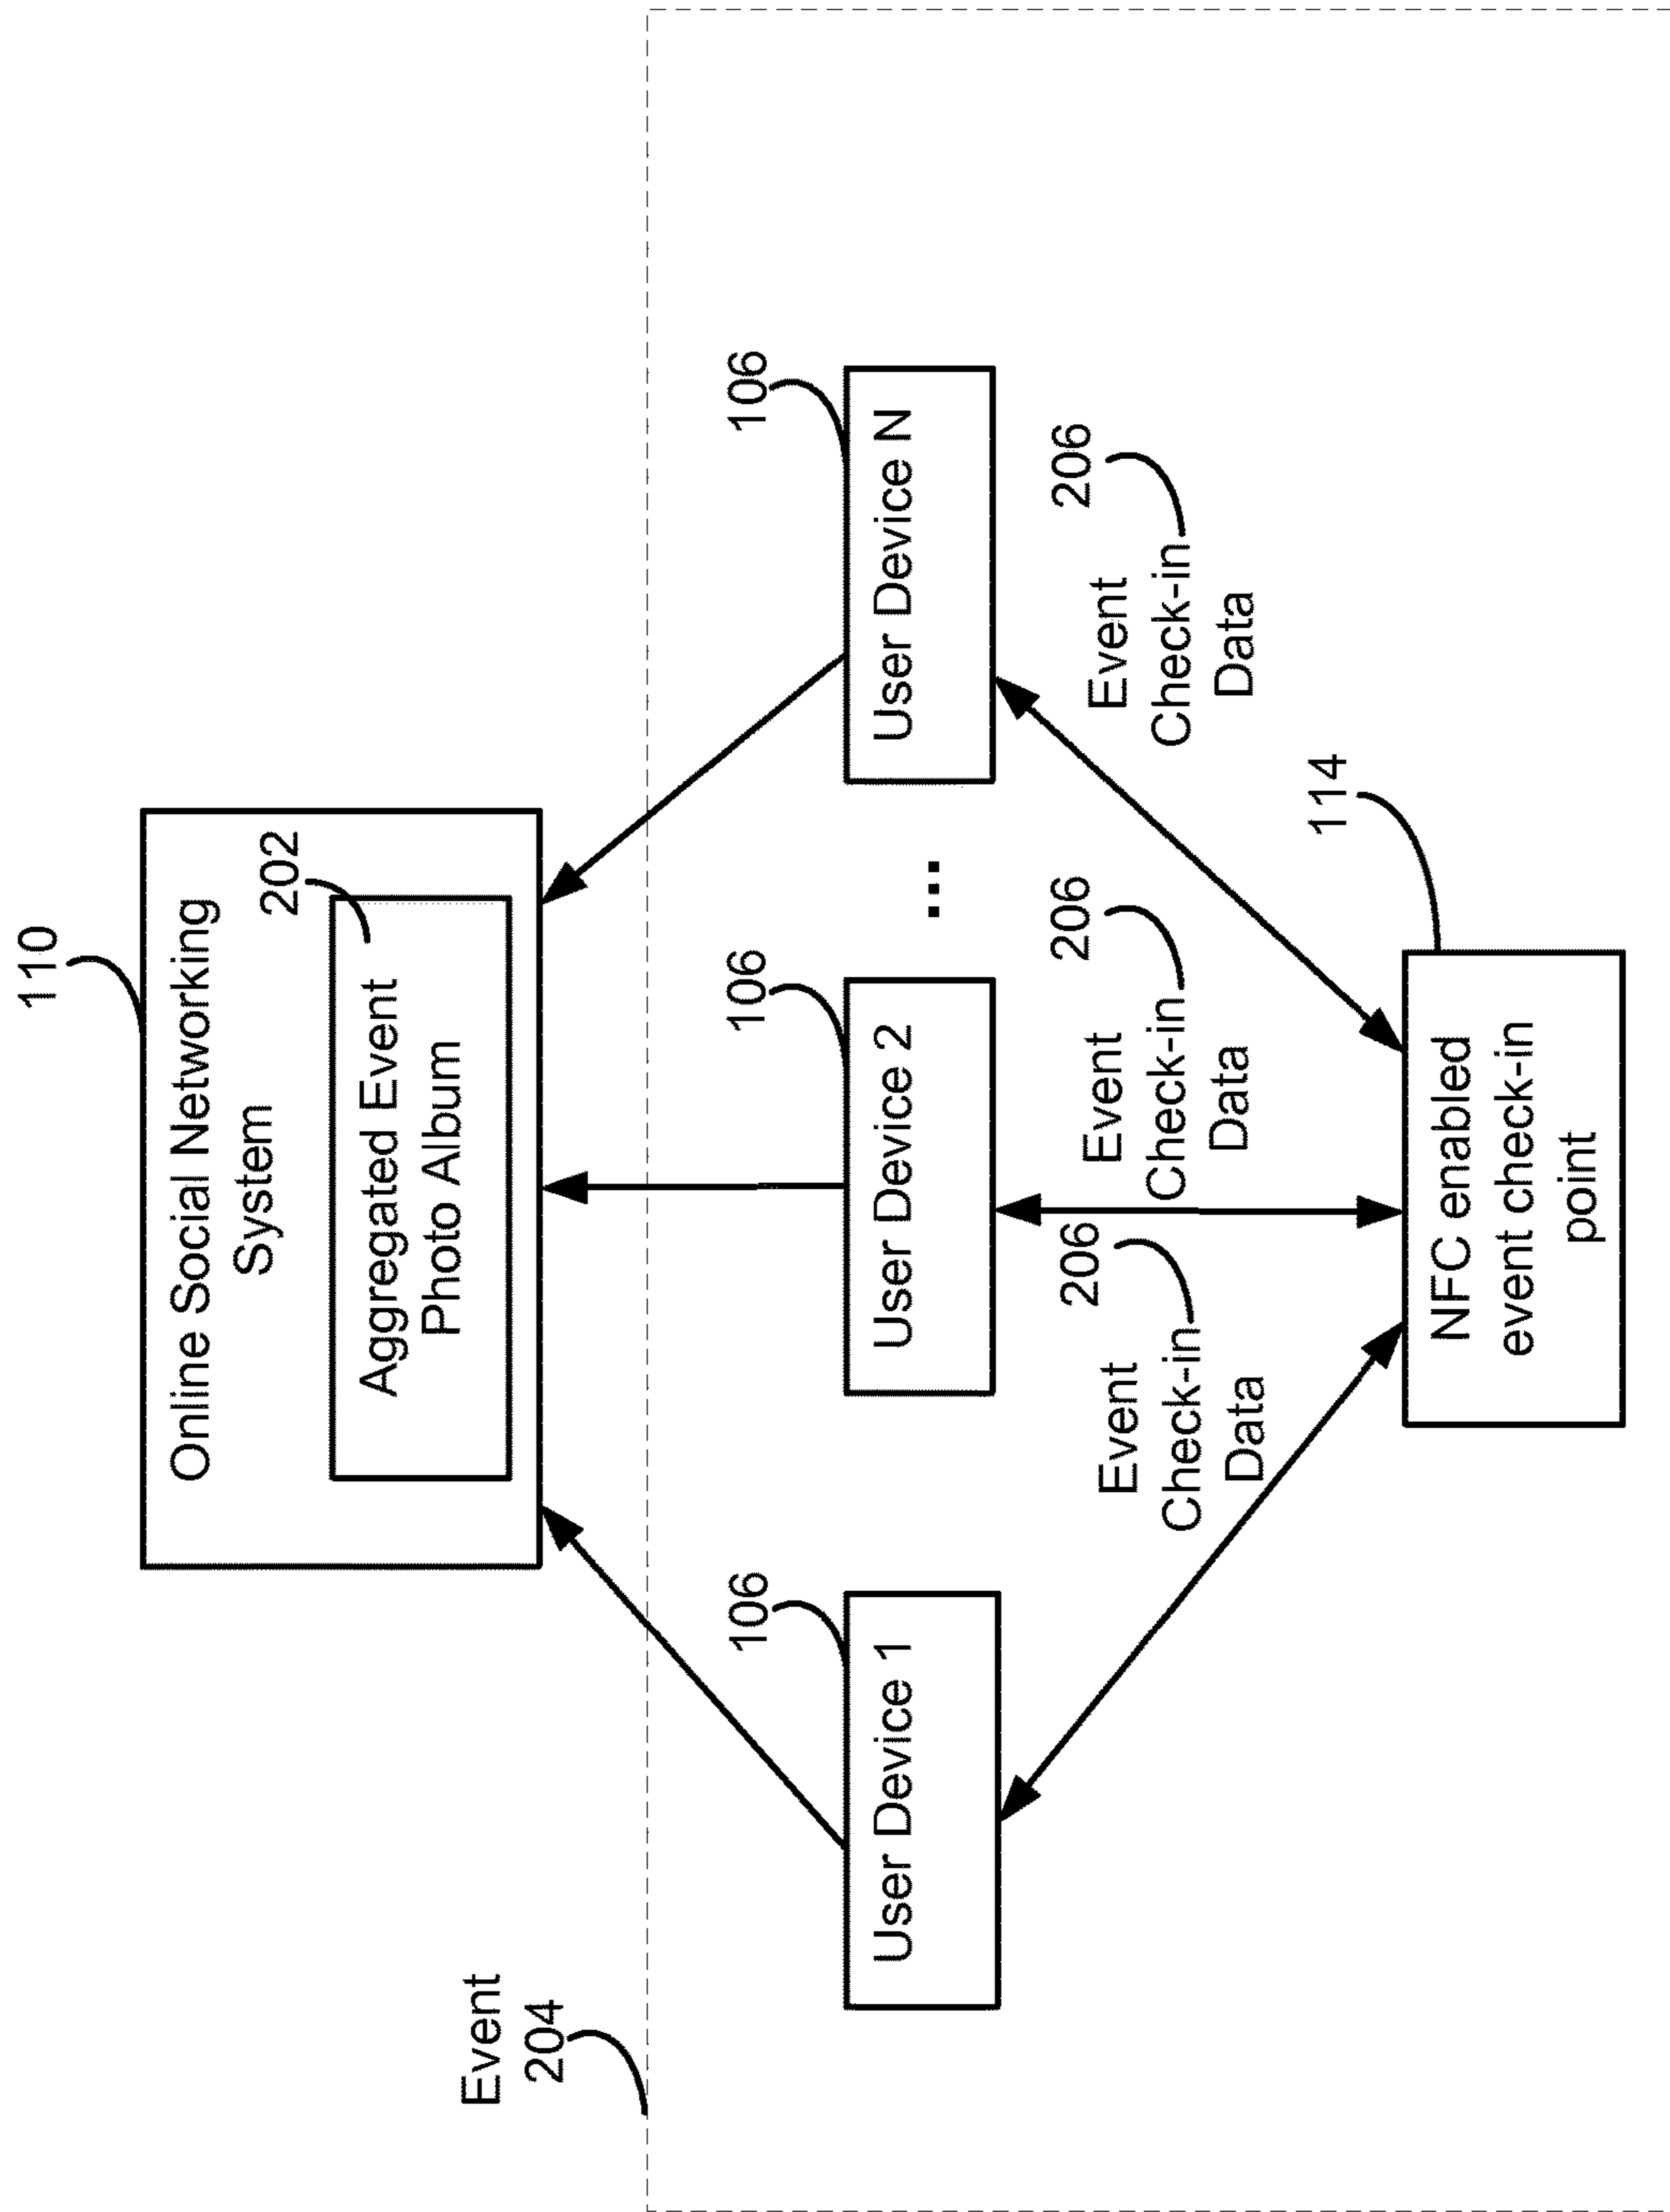 110
Online Social Networking
System
202
Aggregated Event
Photo Album
Event
204
106
User Device 1
106
User Device 2
...
106
User Device N
206
Event
Check-in
Data
206
Event
Check-in
Data
206
Event
Check-in
Data
114
NFC enabled
event check-in
point